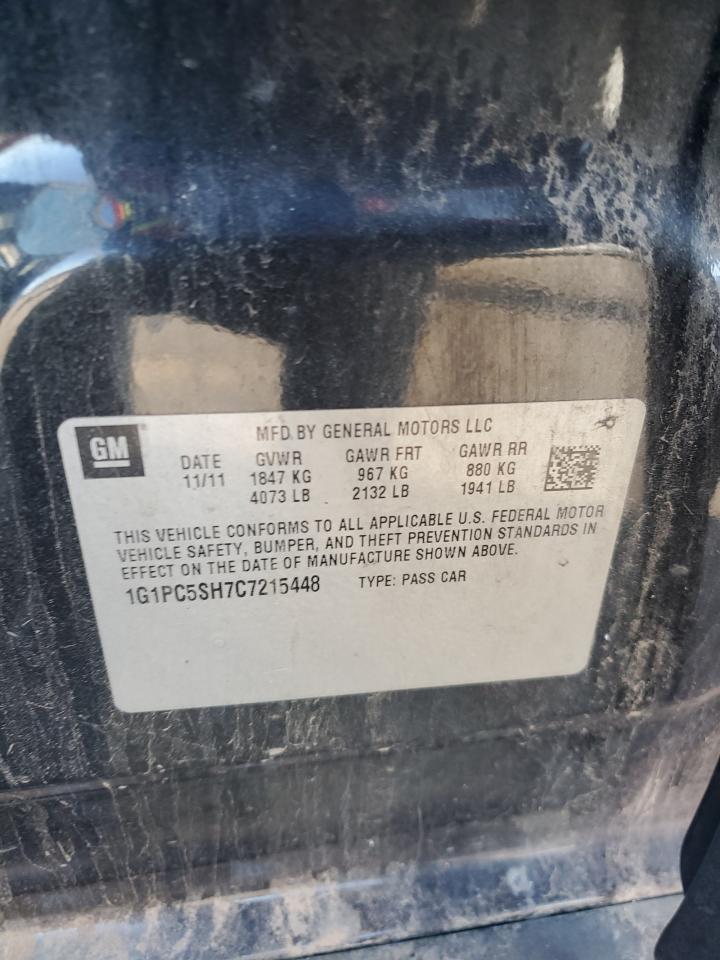 GM
MFD BY GENERAL MOTORS LLC
DATE GVWR GAWR FRT GAWR RR
11/11 1847 KG 967 KG 880 KG
4073 LB 2132 LB 1941 LB
THIS VEHICLE CONFORMS TO ALL APPLICABLE U.S. FEDERAL MOTOR
VEHICLE SAFETY, BUMPER, AND THEFT PREVENTION STANDARDS IN
EFFECT ON THE DATE OF MANUFACTURE SHOWN ABOVE.
1G1PC5SH7C7215448 TYPE: PASS CAR